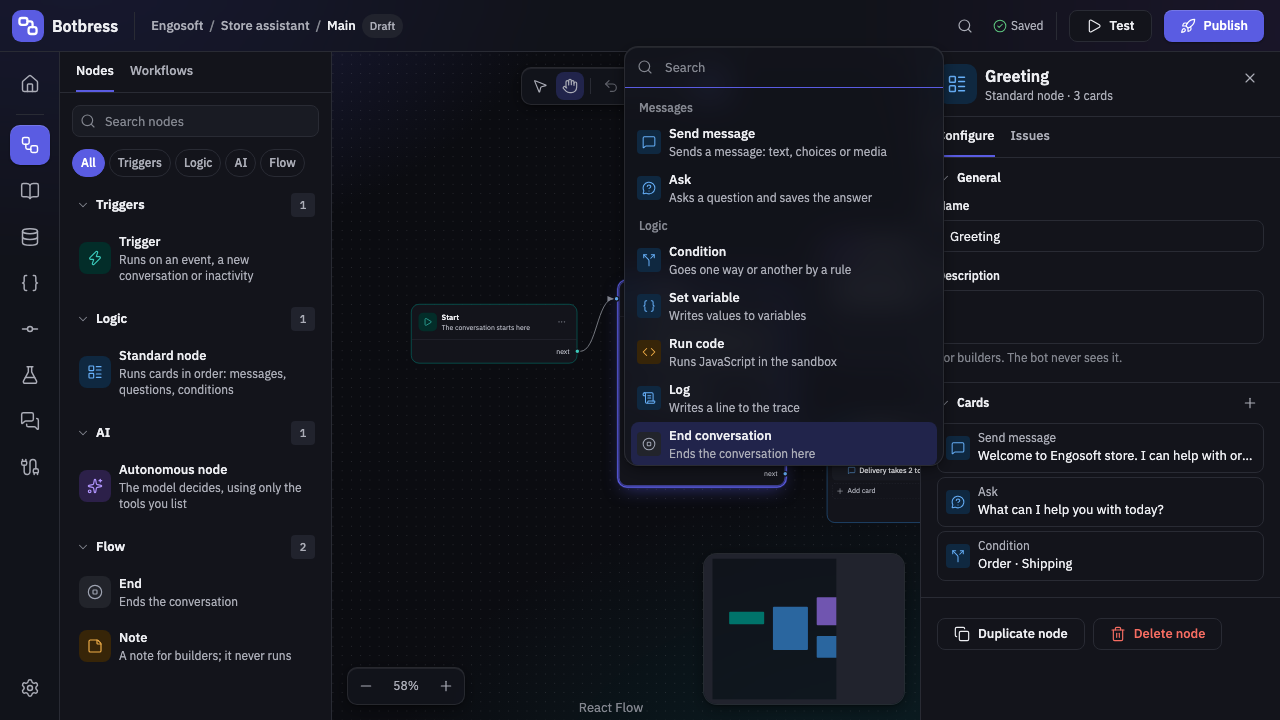 Botbress
Engosoft / Store assistant / Main Draft
Saved
Test
Publish
Nodes
Workflows
Search nodes
All
Triggers
Logic
AI
Flow
Triggers 1
Trigger
Runs on an event, a new
conversation or inactivity
Logic 1
Standard node
Runs cards in order: messages,
questions, conditions
AI 1
Autonomous node
The model decides, using only the
tools you list
Flow 2
End
Ends the conversation
Note
A note for builders; it never runs
Start
The conversation starts here
next
Search
Messages
Send message
Sends a message: text, choices or media
Ask
Asks a question and saves the answer
Logic
Condition
Goes one way or another by a rule
Set variable
Writes values to variables
Run code
Runs JavaScript in the sandbox
Log
Writes a line to the trace
End conversation
Ends the conversation here
next
Delivery takes 2 to
Add card
58%
React Flow
Greeting
Standard node · 3 cards
onfigure
Issues
General
ame
Greeting
escription
or builders. The bot never sees it.
Cards
Send message
Welcome to Engosoft store. I can help with or...
Ask
What can I help you with today?
Condition
Order · Shipping
Duplicate node
Delete node